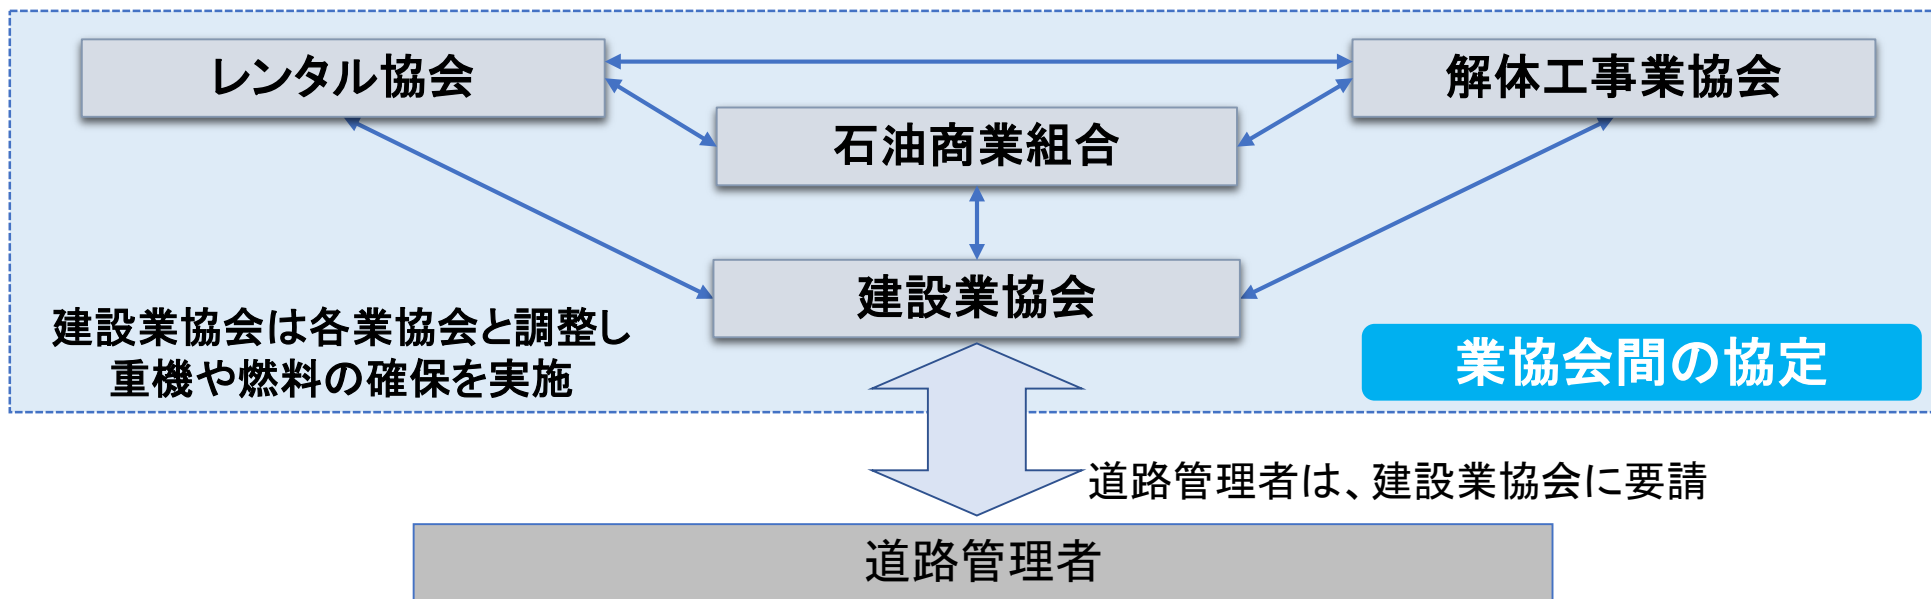 レンタル協会
解体工事業協会
石油商業組合
建設業協会
建設業協会は各業協会と調整し
重機や燃料の確保を実施
業協会間の協定
道路管理者は、建設業協会に要請
道路管理者